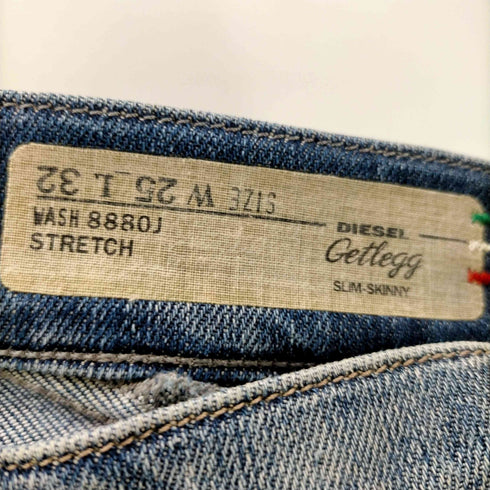 SIZE W 25 L 32
WASH 8880J
STRETCH
DIESEL
Getlegg
SLIM-SKINNY